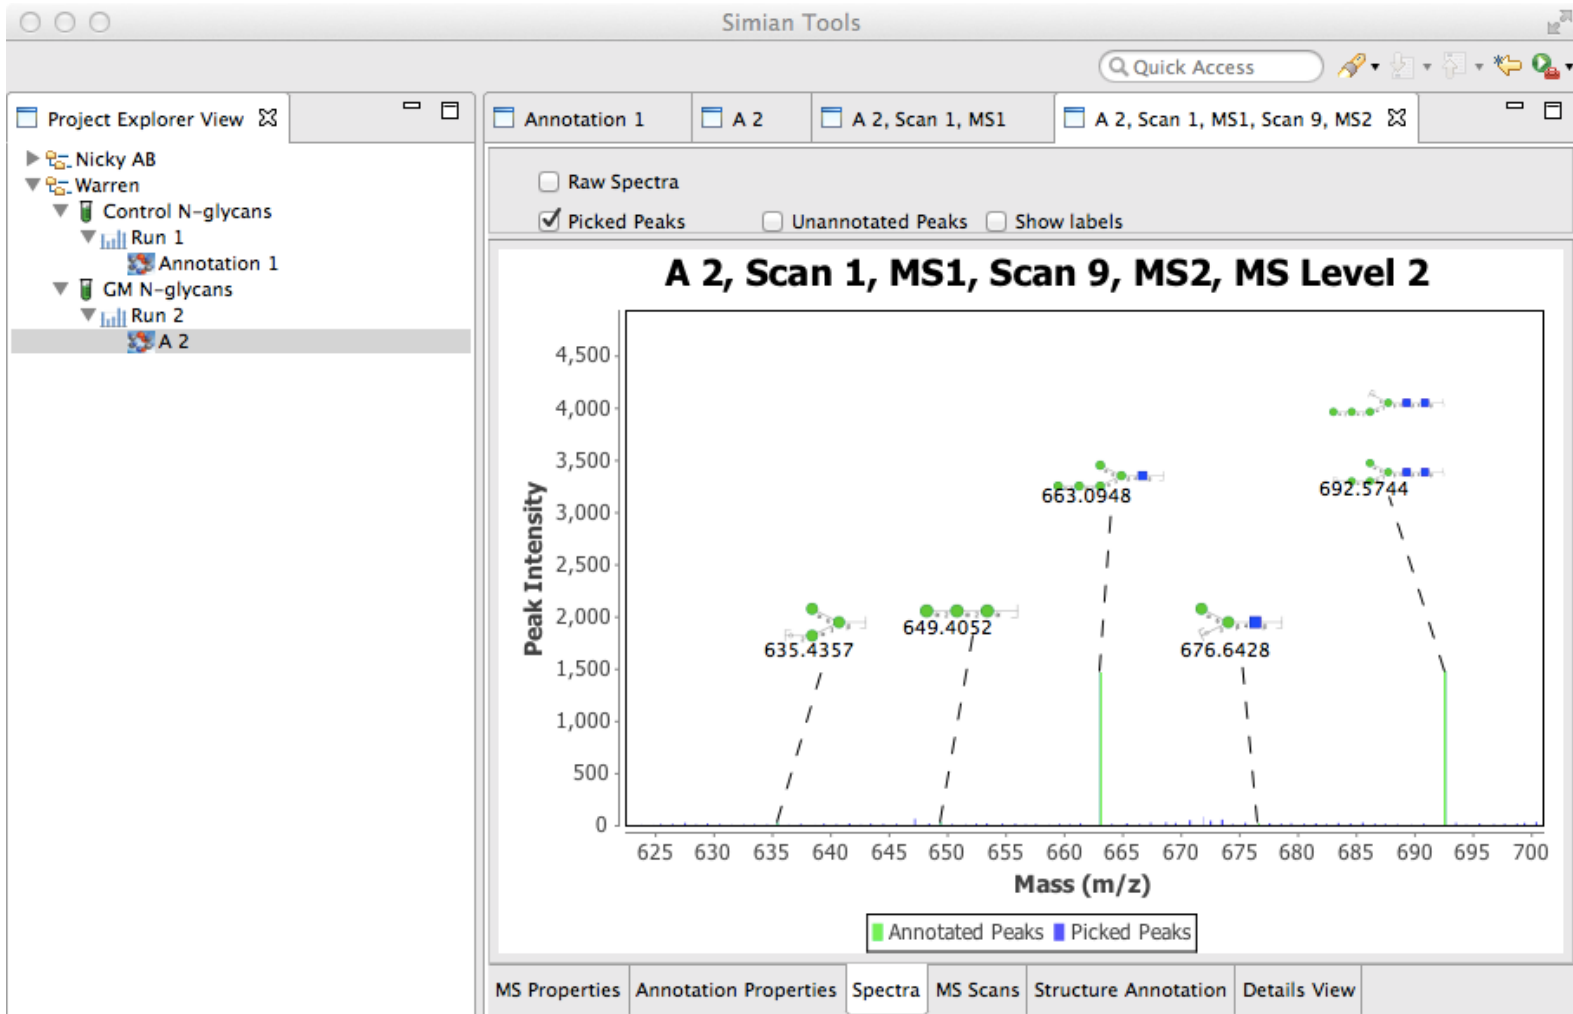 Simian Tools
Quick Access
Project Explorer View
Nicky AB
Warren
Control N-glycans
Run 1
Annotation 1
GM N-glycans
Run 2
A 2
Annotation 1
A 2
A 2, Scan 1, MS1
A 2, Scan 1, MS1, Scan 9, MS2
Raw Spectra
Picked Peaks
Unannotated Peaks
Show labels
A 2, Scan 1, MS1, Scan 9, MS2, MS Level 2
Peak Intensity
4,500
4,000
3,500
3,000
2,500
2,000
1,500
1,000
500
0
692.5744
663.0948
649.4052
635.4357
676.6428
625 630 635 640 645 650 655 660 665 670 675 680 685 690 695 700
Mass (m/z)
Annotated Peaks Picked Peaks
MS Properties Annotation Properties Spectra MS Scans Structure Annotation Details View